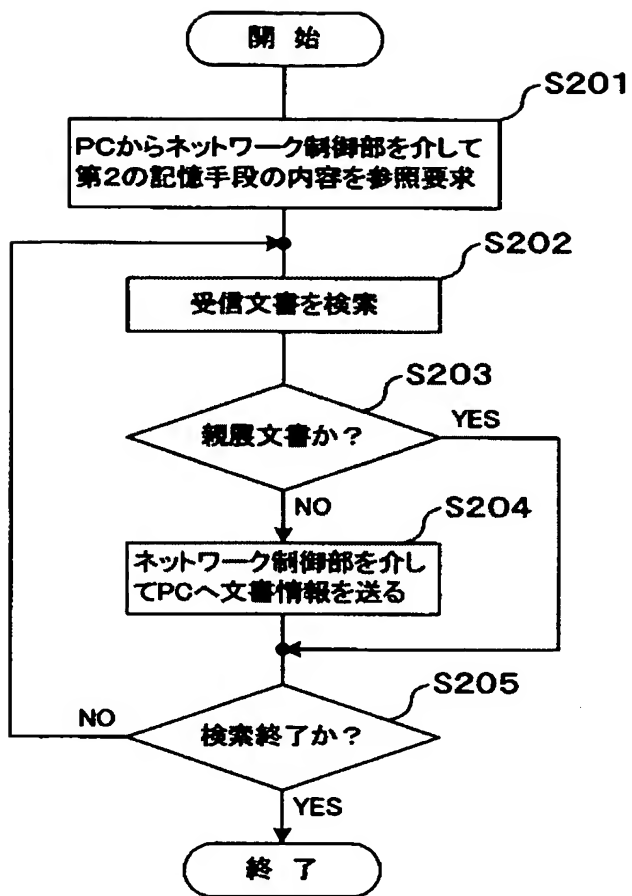 開 始
S201
PCからネットワーク制御部を介して
第2の記憶手段の内容を参照要求
S202
受信文書を検索
S203
親展文書か?
YES
NO
S204
ネットワーク制御部を介し
てPCへ文書情報を送る
S205
NO
検索終了か?
YES
終 了